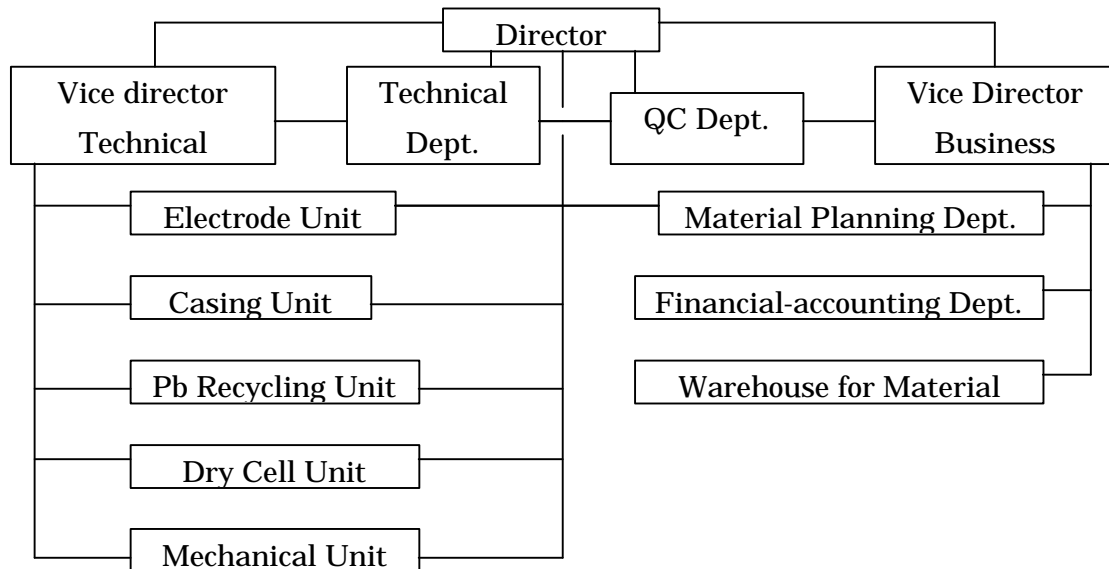 Director
Vice director
Technical
Technical
Dept.
QC Dept.
Vice Director
Business
Electrode Unit
Material Planning Dept.
Casing Unit
Financial-accounting Dept.
Pb Recycling Unit
Warehouse for Material
Dry Cell Unit
Mechanical Unit